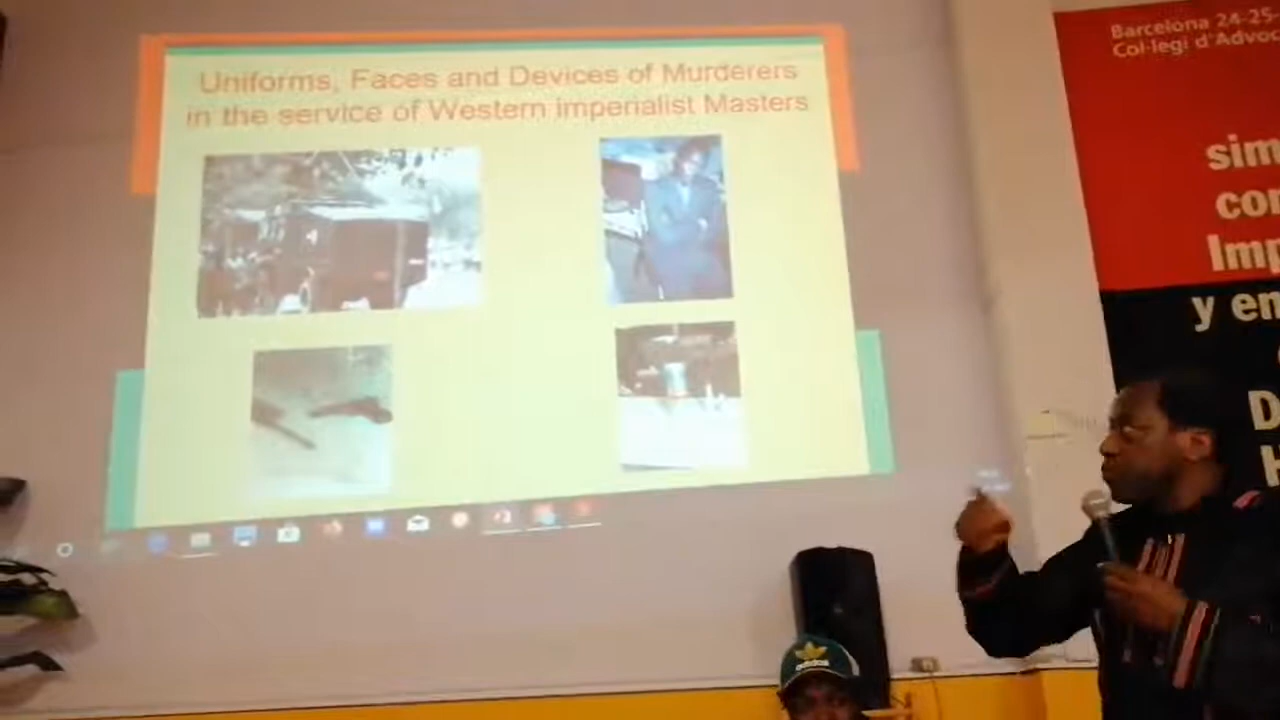 Uniforms, Faces and Devices of Murderers
in the service of Western imperialist Masters
Barcelona 24-25-
Col·legi d'Advoc
sim
con
Imp
y en
D
H
adidas